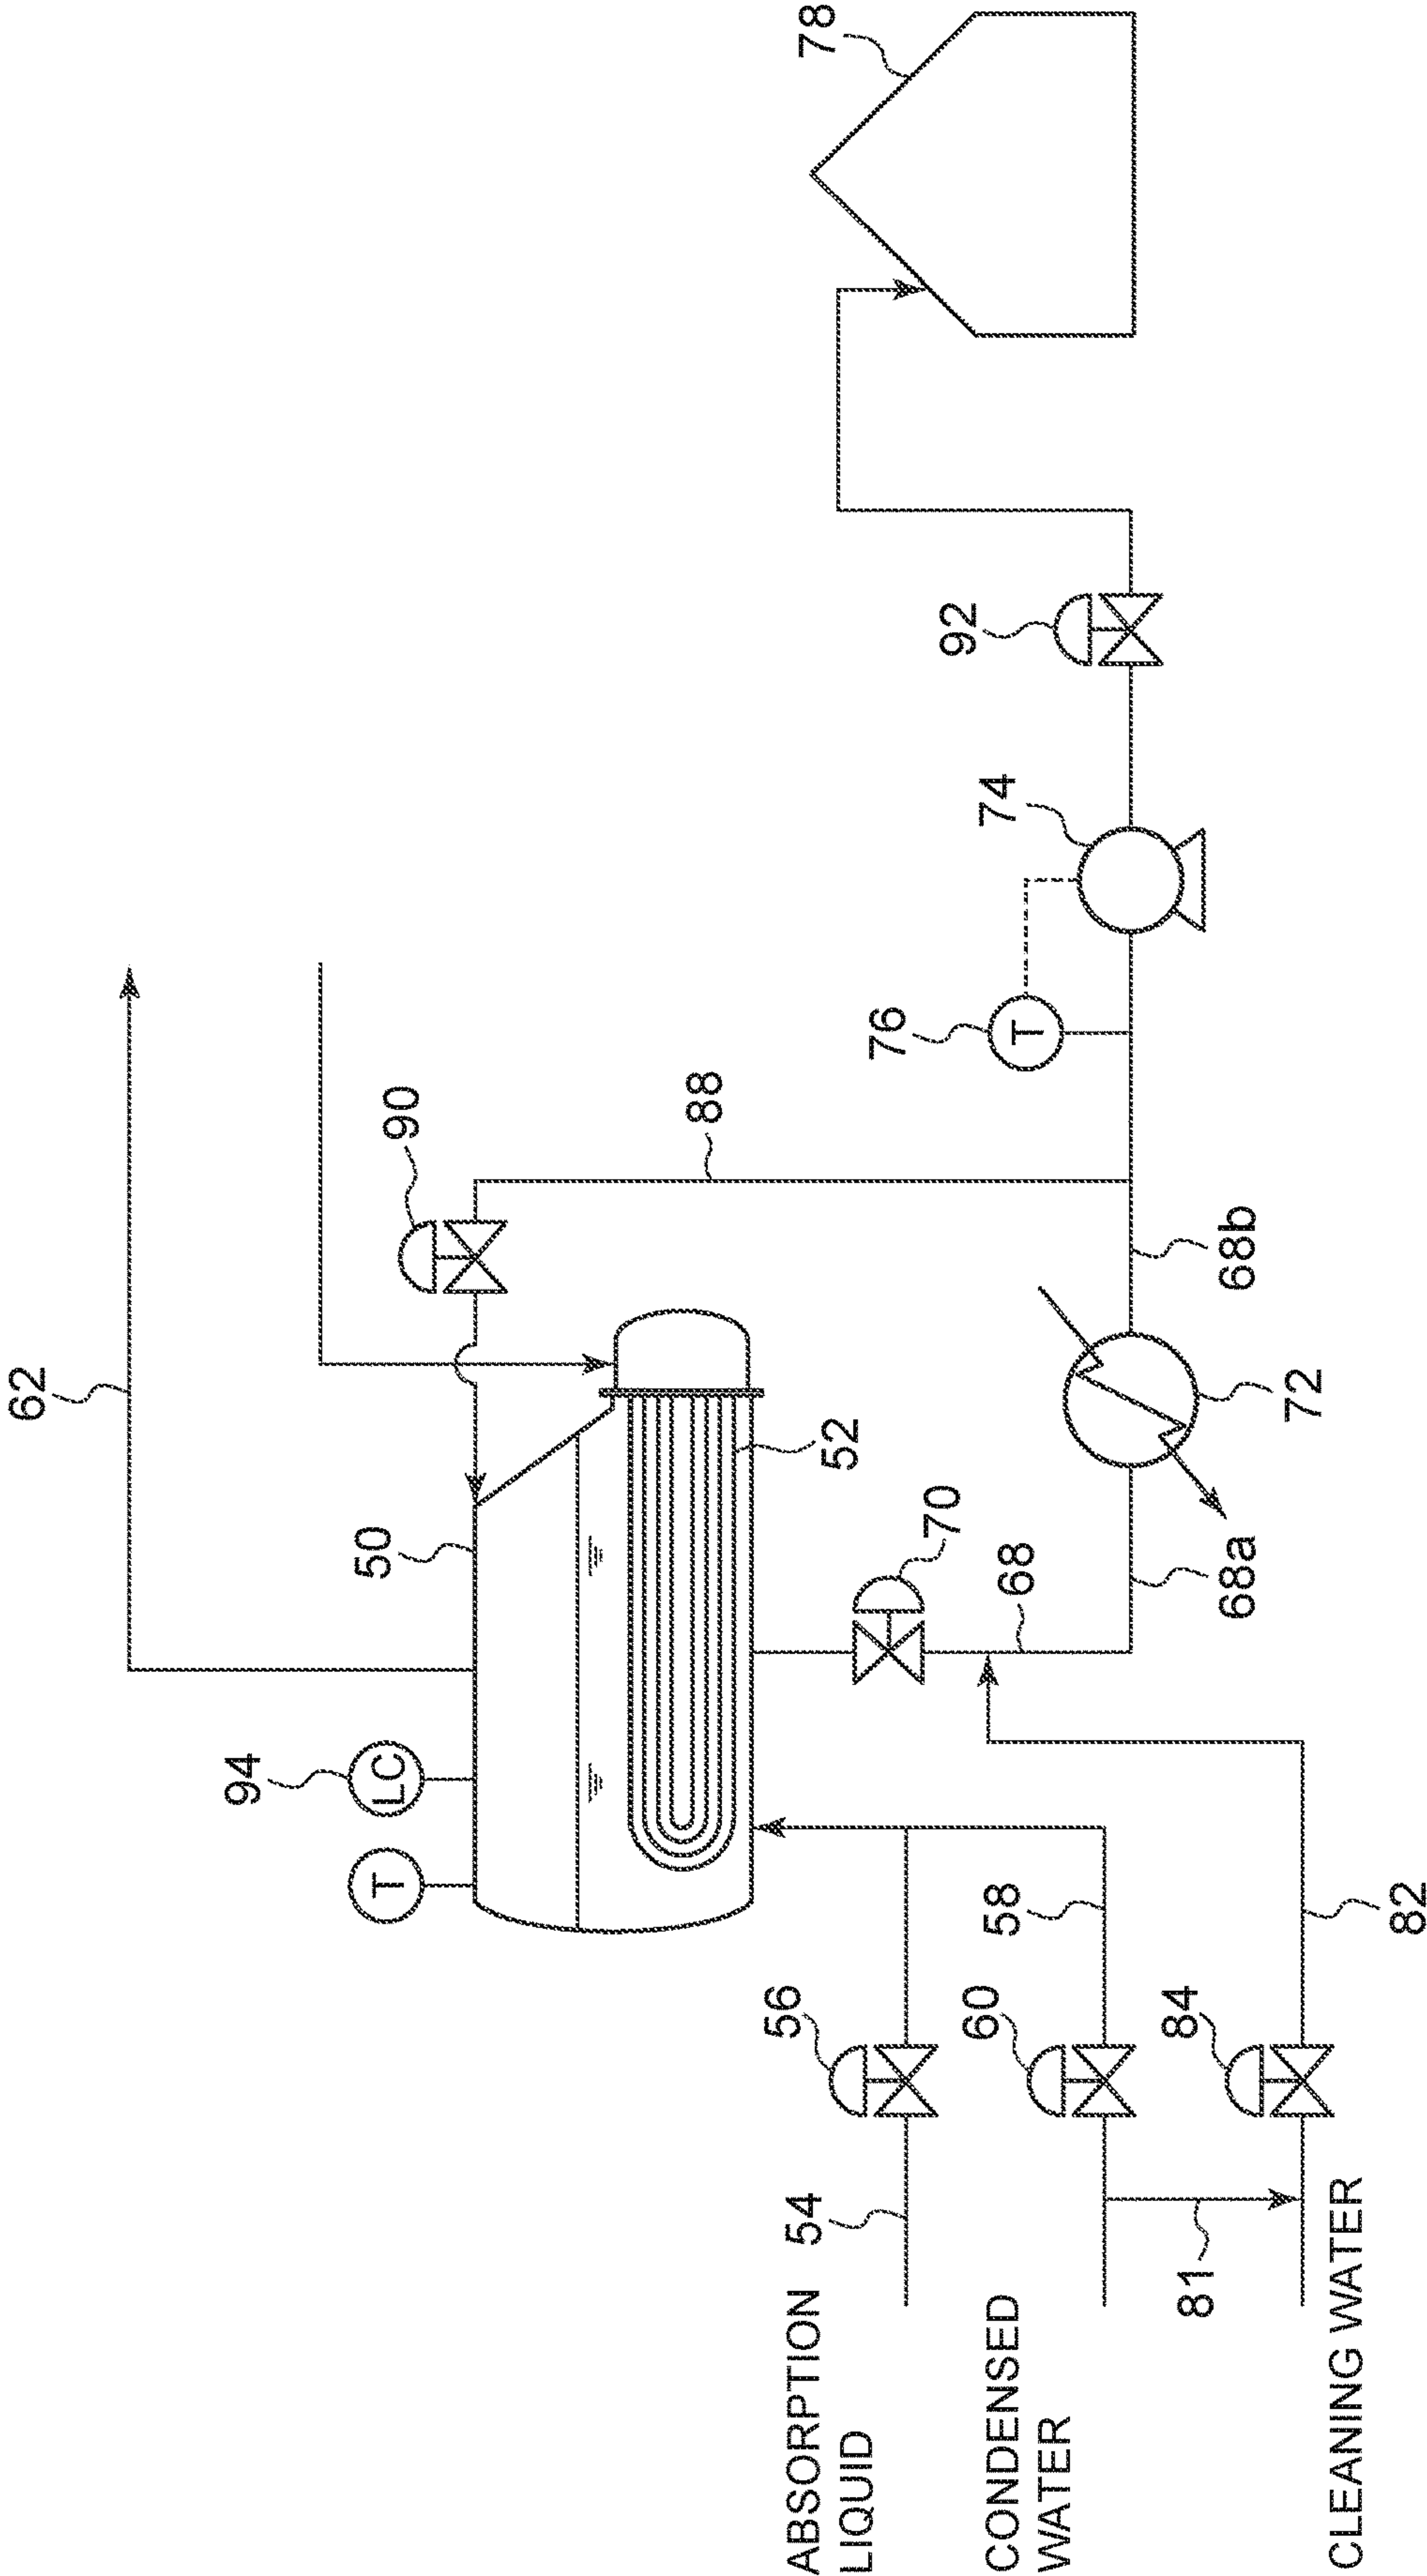 62
94
LC
T
50
90
52
88
70
68
68a
72
68b
76
T
74
92
78
ABSORPTION
LIQUID
54
56
CONDENSED
WATER
60
58
81
CLEANING WATER
84
82